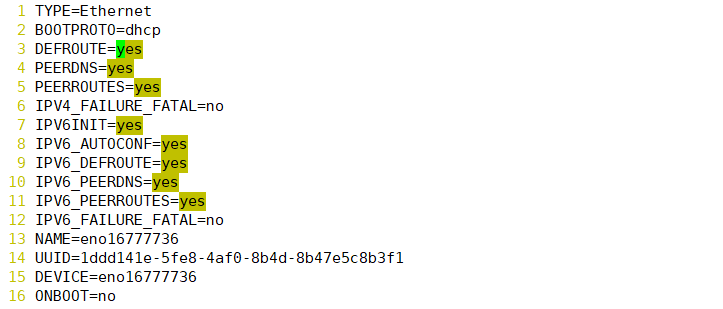 1 TYPE=Ethernet
2 BOOTPROTO=dhcp
3 DEFROUTE=yes
4 PEERDNS=yes
5 PEERROUTES=yes
6 IPV4_FAILURE_FATAL=no
7 IPV6INIT=yes
8 IPV6_AUTOCONF=yes
9 IPV6_DEFROUTE=yes
10 IPV6_PEERDNS=yes
11 IPV6_PEERROUTES=yes
12 IPV6_FAILURE_FATAL=no
13 NAME=eno16777736
14 UUID=1ddd141e-5fe8-4af0-8b4d-8b47e5c8b3f1
15 DEVICE=eno16777736
16 ONBOOT=no